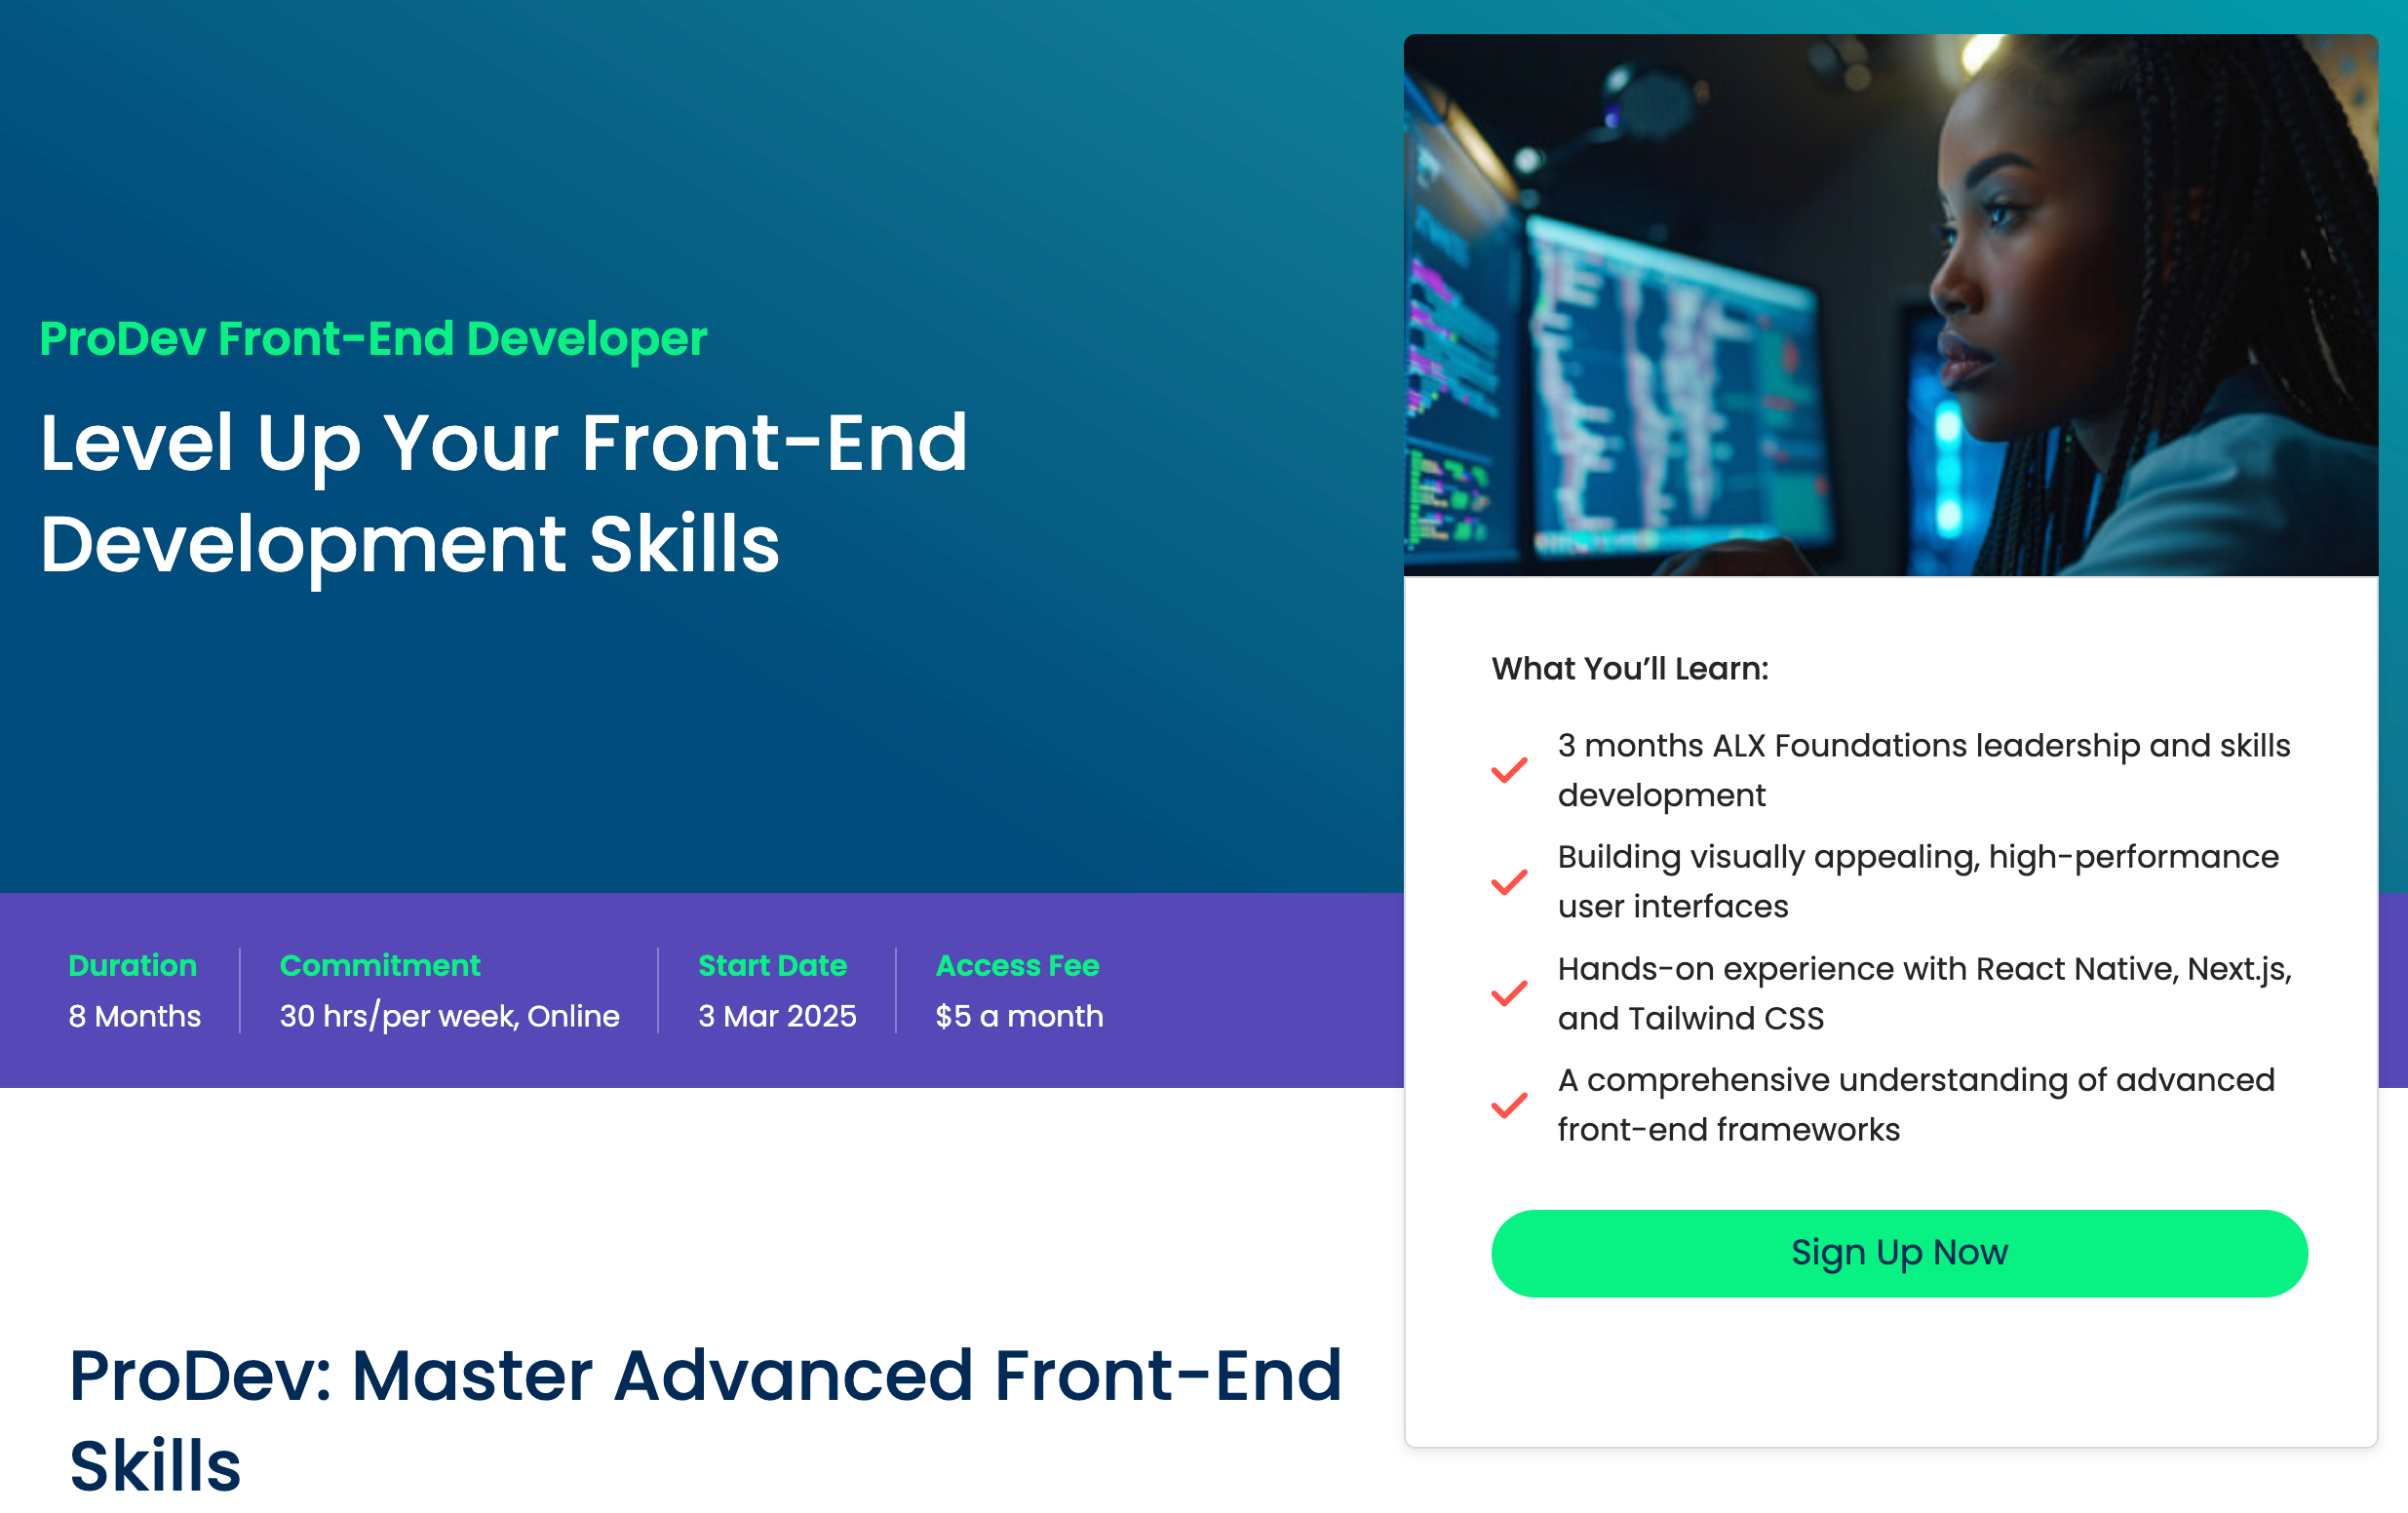 ProDev Front-End Developer
Level Up Your Front-End
Development Skills
Duration
8 Months
Commitment
30 hrs/per week, Online
Start Date
3 Mar 2025
Access Fee
$5 a month
What You’ll Learn:
3 months ALX Foundations leadership and skills
development
Building visually appealing, high-performance
user interfaces
Hands-on experience with React Native, Next.js,
and Tailwind CSS
A comprehensive understanding of advanced
front-end frameworks
Sign Up Now
ProDev: Master Advanced Front-End
Skills